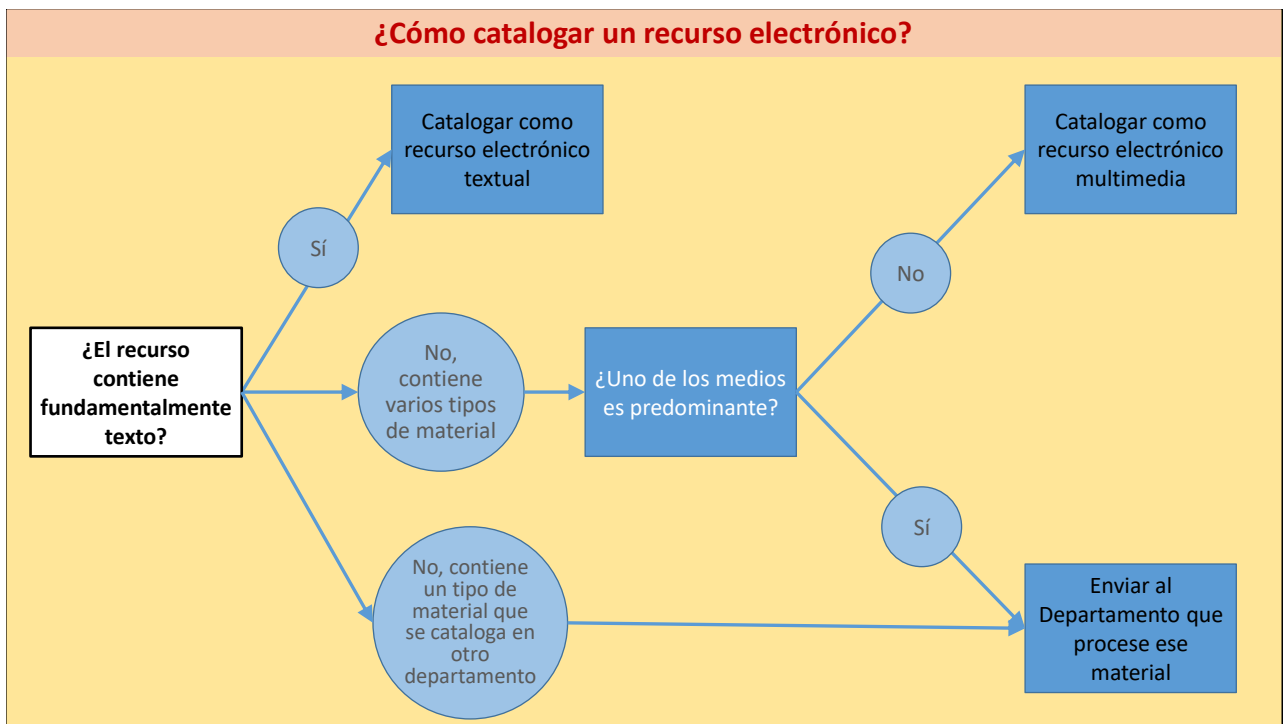 ¿Cómo catalogar un recurso electrónico?
Catalogar como
recurso electrónico
textual
Catalogar como
recurso electrónico
multimedia
Sí
No
¿El recurso
contiene
fundamentalmente
texto?
No,
contiene
varios tipos
de material
¿Uno de los medios
es predominante?
Sí
No, contiene
un tipo de
material que
se cataloga en
otro
departamento
Enviar al
Departamento que
procese ese
material